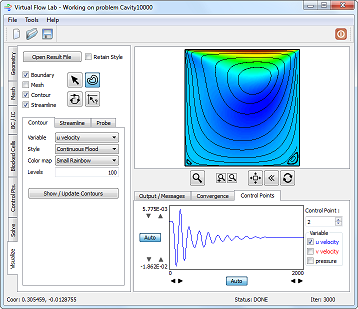 Virtual Flow Lab - Working on problem Cavity10000
File Tools Help
Geometry
Mesh
BC / IC
Blocked Cells
Control Pts.
Solve
Visualize
Open Result File
Retain Style
Boundary
Mesh
Contour
Streamline
Contour Streamline Probe
Variable u velocity
Style Continuous Flood
Color map Small Rainbow
Levels 100
Show / Update Contours
Output / Messages Convergence Control Points
5.775E-03
Auto
-1.862E-02
0 2000
Auto
Control Point :
2
Variable
u velocity
v velocity
pressure
Coor: 0.305459, -0.0128755 Status: DONE Iter: 3000